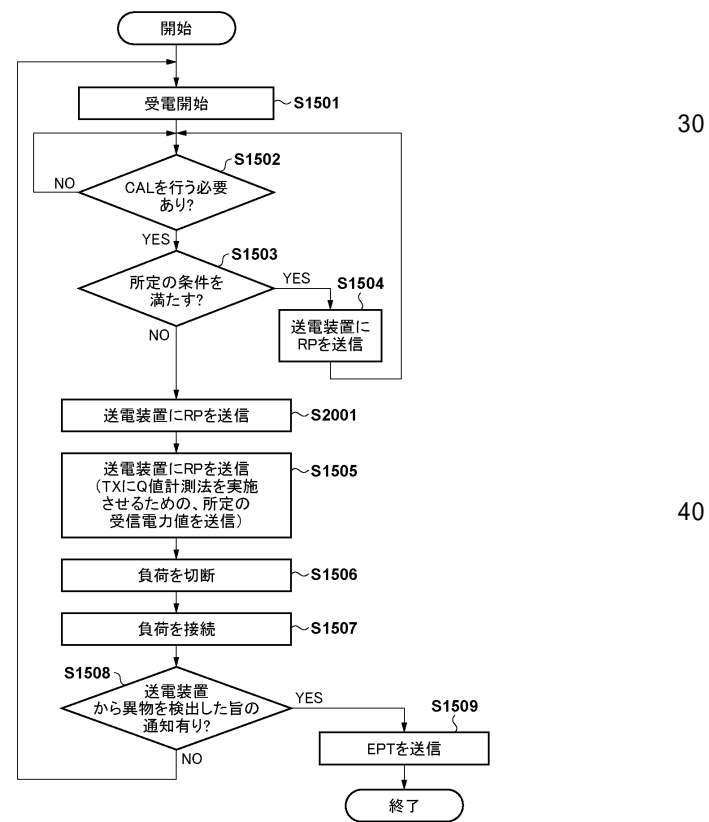 開始
受電開始
S1501
30
S1502
CALを行う必要
あり?
NO
YES
S1503
所定の条件を
満たす?
YES
S1504
送電装置に
RPを送信
NO
送電装置にRPを送信
S2001
送電装置にRPを送信
(TXにQ値計測法を実施
させるための、所定の
受信電力値を送信)
S1505
40
負荷を切断
S1506
負荷を接続
S1507
S1508
送電装置
から異物を検出した旨の
通知有り?
YES
S1509
NO
EPTを送信
終了